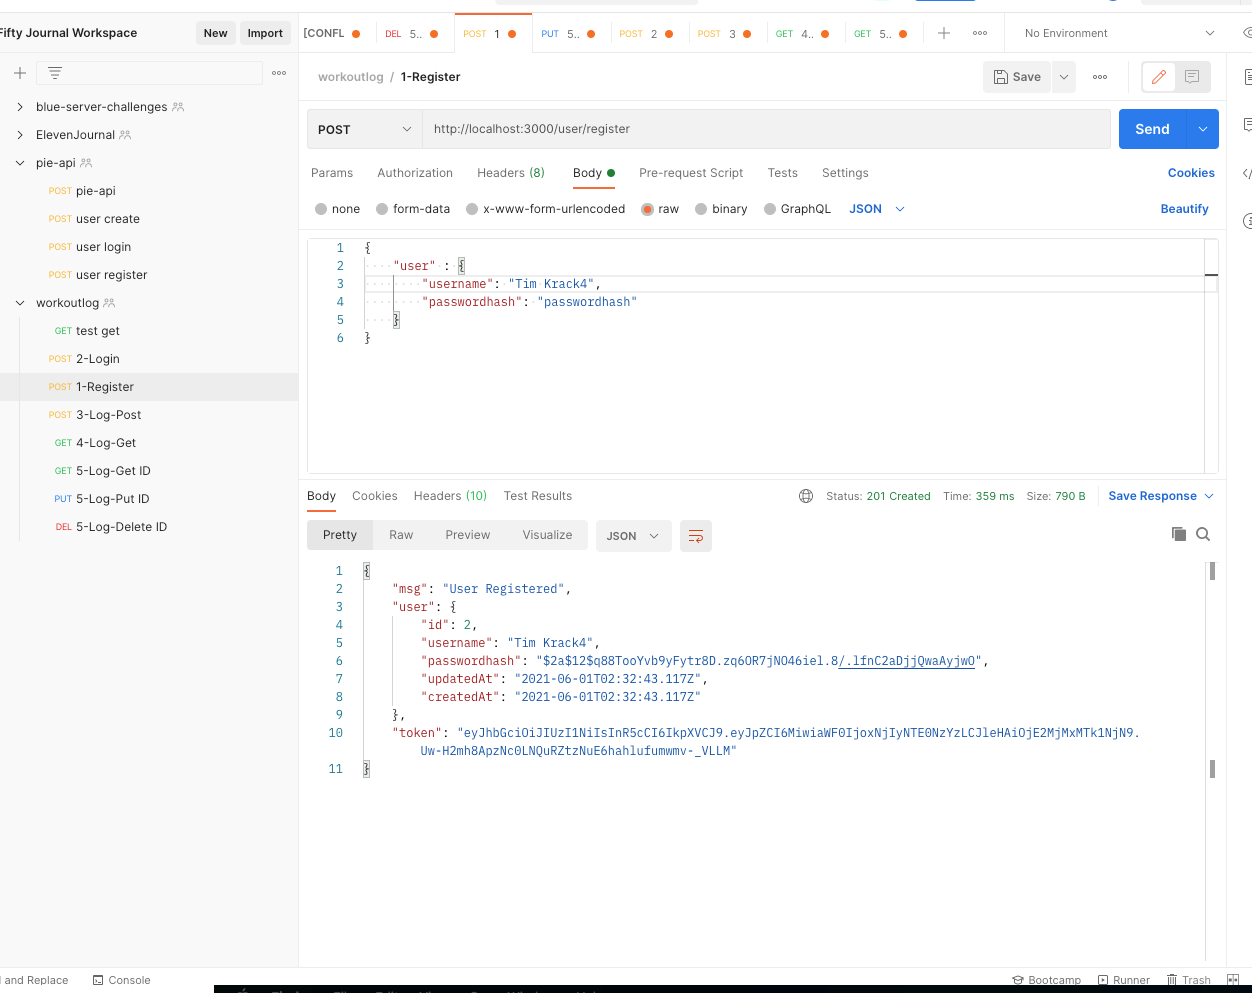 Fifty Journal Workspace
New
Import
[CONFL
DEL 5..
POST 1
PUT 5..
POST 2
POST 3
GET 4..
GET 5..
No Environment
workoutlog / 1-Register
Save
POST
http://localhost:3000/user/register
Send
Params
Authorization
Headers (8)
Body
Pre-request Script
Tests
Settings
Cookies
none
form-data
x-www-form-urlencoded
raw
binary
GraphQL
JSON
Beautify
blue-server-challenges
ElevenJournal
pie-api
POST pie-api
POST user create
POST user login
POST user register
workoutlog
GET test get
POST 2-Login
POST 1-Register
POST 3-Log-Post
GET 4-Log-Get
GET 5-Log-Get ID
PUT 5-Log-Put ID
DEL 5-Log-Delete ID
1 {
2 "user" : {
3 "username": "Tim Krack4",
4 "passwordhash": "passwordhash"
5 }
6 }
Body
Cookies
Headers (10)
Test Results
Status: 201 Created
Time: 359 ms
Size: 790 B
Save Response
Pretty
Raw
Preview
Visualize
JSON
1 {
2 "msg": "User Registered",
3 "user": {
4 "id": 2,
5 "username": "Tim Krack4",
6 "passwordhash": "$2a$12$q88TooYvb9yFytr8D.zq6OR7jNO46iel.8/.lfnC2aDjjQwaAyjwO",
7 "updatedAt": "2021-06-01T02:32:43.117Z",
8 "createdAt": "2021-06-01T02:32:43.117Z"
9 },
10 "token": "eyJhbGciOiJIUzI1NiIsInR5cCI6IkpXVCJ9.eyJpZCI6MiwiaWF0IjoxNjIyNTE0NzYzLCJleHAiOjE2MjMxMTk1NjN9.
Uw-H2mh8ApzNc0LNQuRZtzNuE6hahlufumwmv-_VLLM"
11 }
and Replace
Console
Bootcamp
Runner
Trash